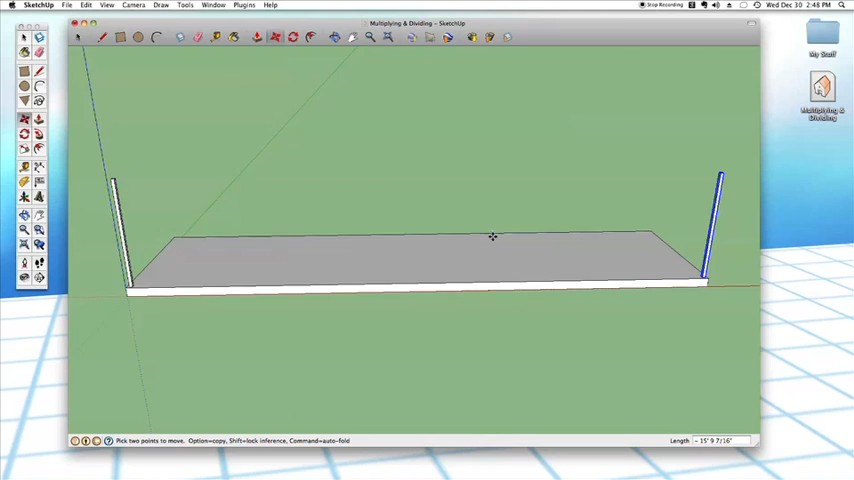 SketchUp File Edit View Camera Draw Tools Window Plugins Help
Stop Recording
Wed Dec 30 2:48 PM
Multiplying & Dividing – SketchUp
My Stuff
Multiplying &
Dividing
Pick two points to move. Option=copy, Shift=lock inference, Command=auto-fold
Length ~ 15' 9 7/16"